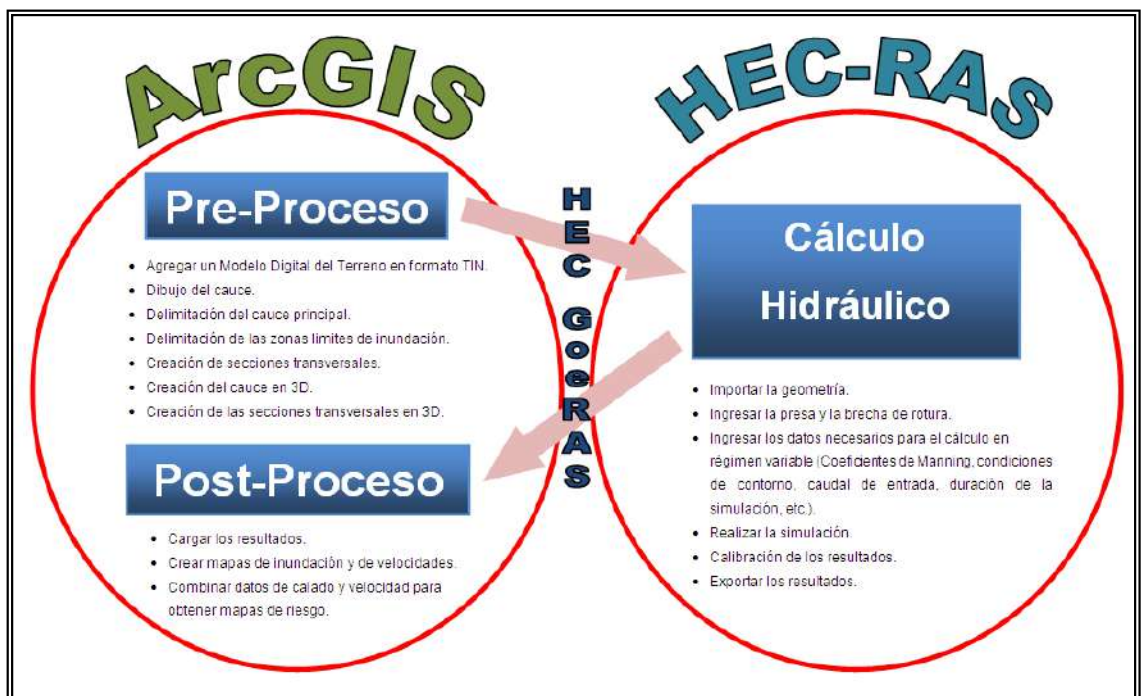 ArcGIS
HEC-RAS
HEC GoeRAS
Pre-Proceso
• Agregar un Modelo Digital del Terreno en formato TIN.
• Dibujo del cauce.
• Delimitación del cauce principal.
• Delimitación de las zonas limites de inundación.
• Creación de secciones transversales.
• Creación del cauce en 3D.
• Creación de las secciones transversales en 3D.
Post-Proceso
• Cargar los resultados.
• Crear mapas de inundación y de velocidades.
• Combinar datos de calado y velocidad para
obtener mapas de riesgo.
Cálculo
Hidráulico
• Importar la geometría.
• Ingresar la presa y la brecha de rotura.
• Ingresar los datos necesarios para el cálculo en
régimen variable (Coeficientes de Manning, condiciones
de contorno, caudal de entrada, duración de la
simulación, etc.).
• Realizar la simulación.
• Calibración de los resultados.
• Exportar los resultados.